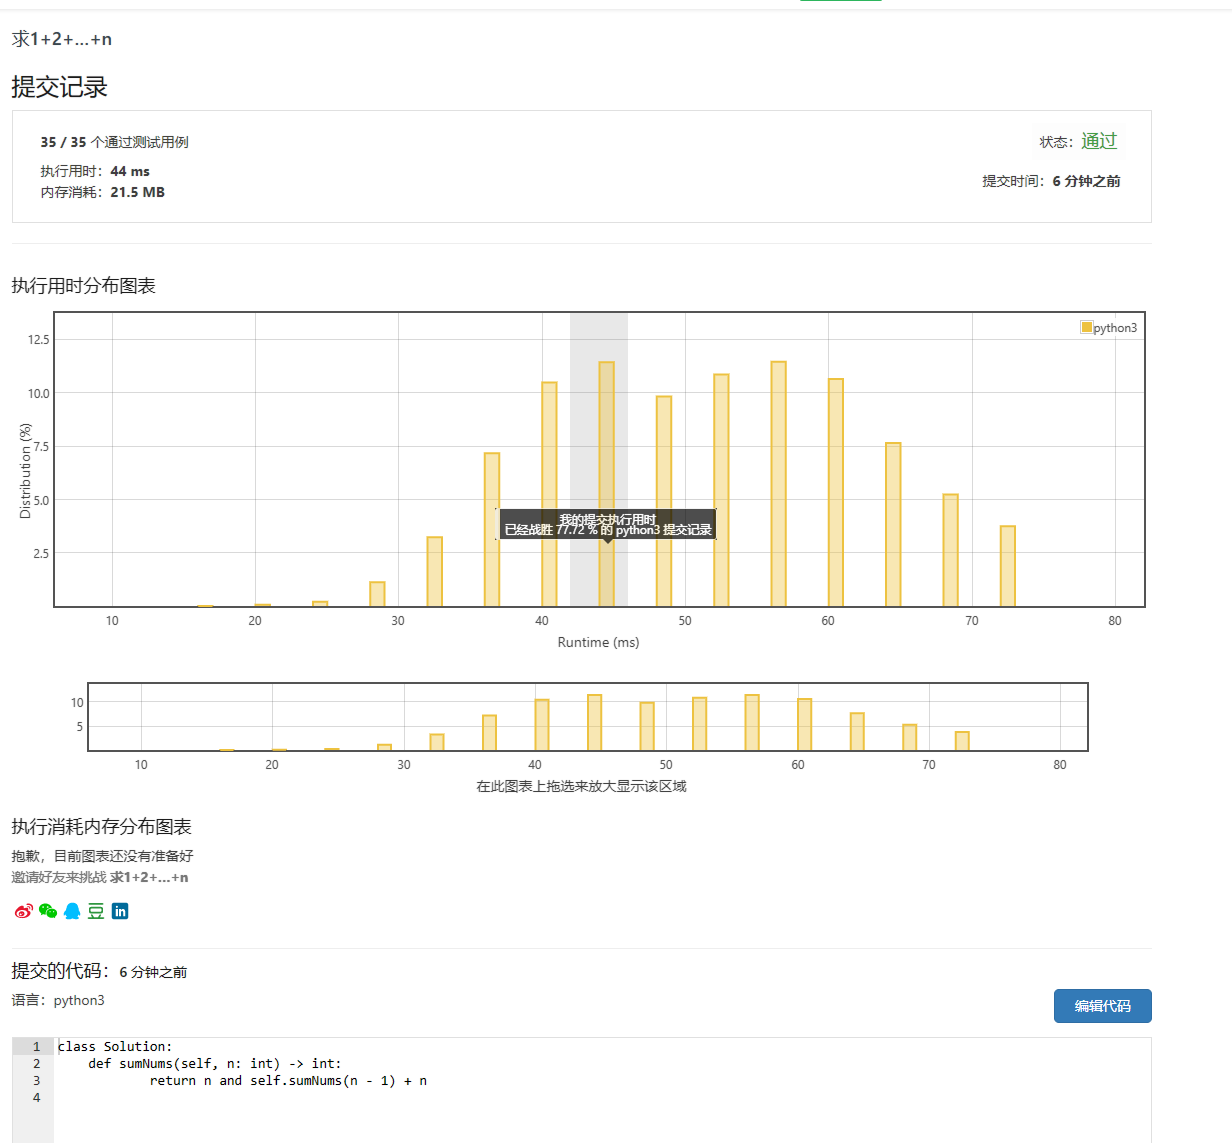 求1+2+…+n
提交记录
35 / 35 个通过测试用例
状态：通过
执行用时：44 ms
内存消耗：21.5 MB
提交时间：6 分钟之前
执行用时分布图表
python3
12.5
10.0
7.5
5.0
2.5
Distribution (%)
我的提交执行用时
已经战胜 77.72 % 的 python3 提交记录
10 20 30 40 50 60 70 80
Runtime (ms)
10
5
10 20 30 40 50 60 70 80
在此图表上拖选来放大显示该区域
执行消耗内存分布图表
抱歉，目前图表还没有准备好
邀请好友来挑战 求1+2+…+n
豆 in
提交的代码：6 分钟之前
语言：python3
编辑代码
1 class Solution:
2     def sumNums(self, n: int) -> int:
3             return n and self.sumNums(n - 1) + n
4